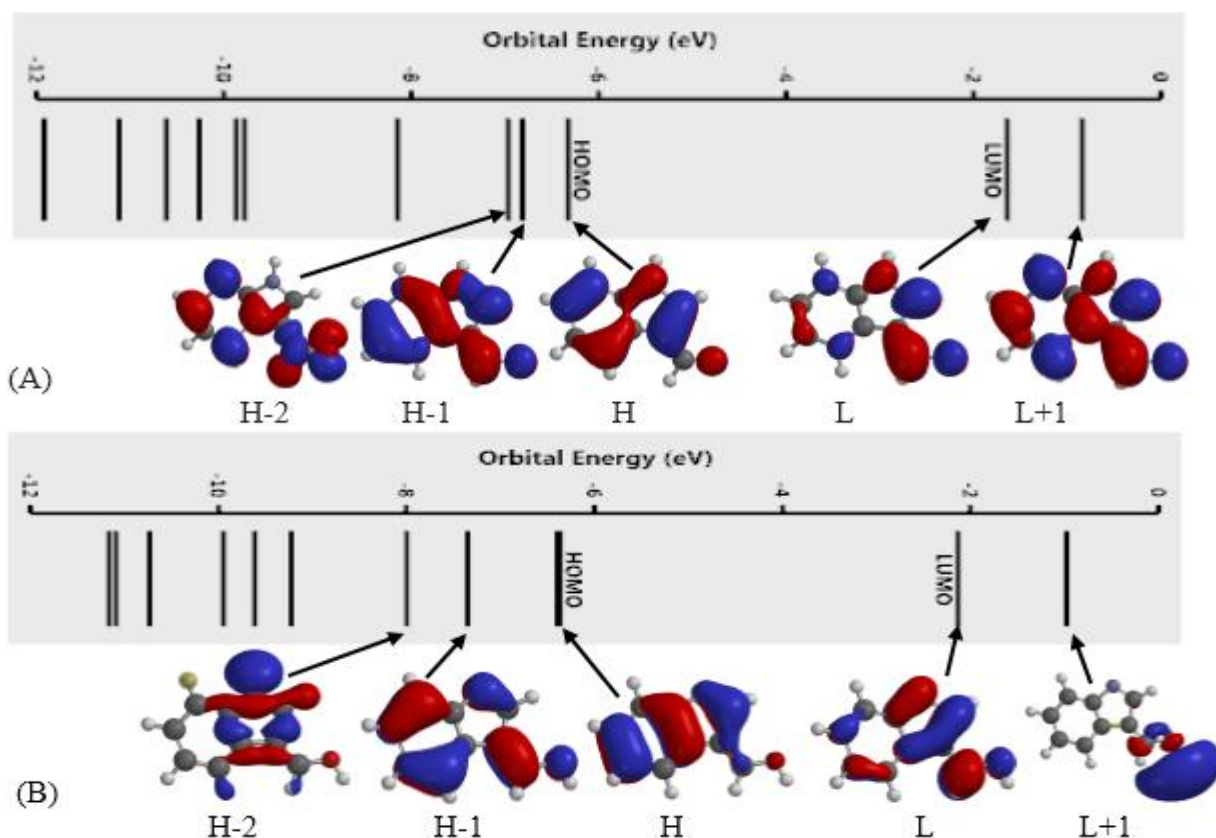 Orbital Energy (eV)
-12 -10 -8 -6 -4 -2 0
HOMO LUMO
(A)
H-2 H-1 H L L+1
Orbital Energy (eV)
-12 -10 -8 -6 -4 -2 0
HOMO LUMO
(B)
H-2 H-1 H L L+1